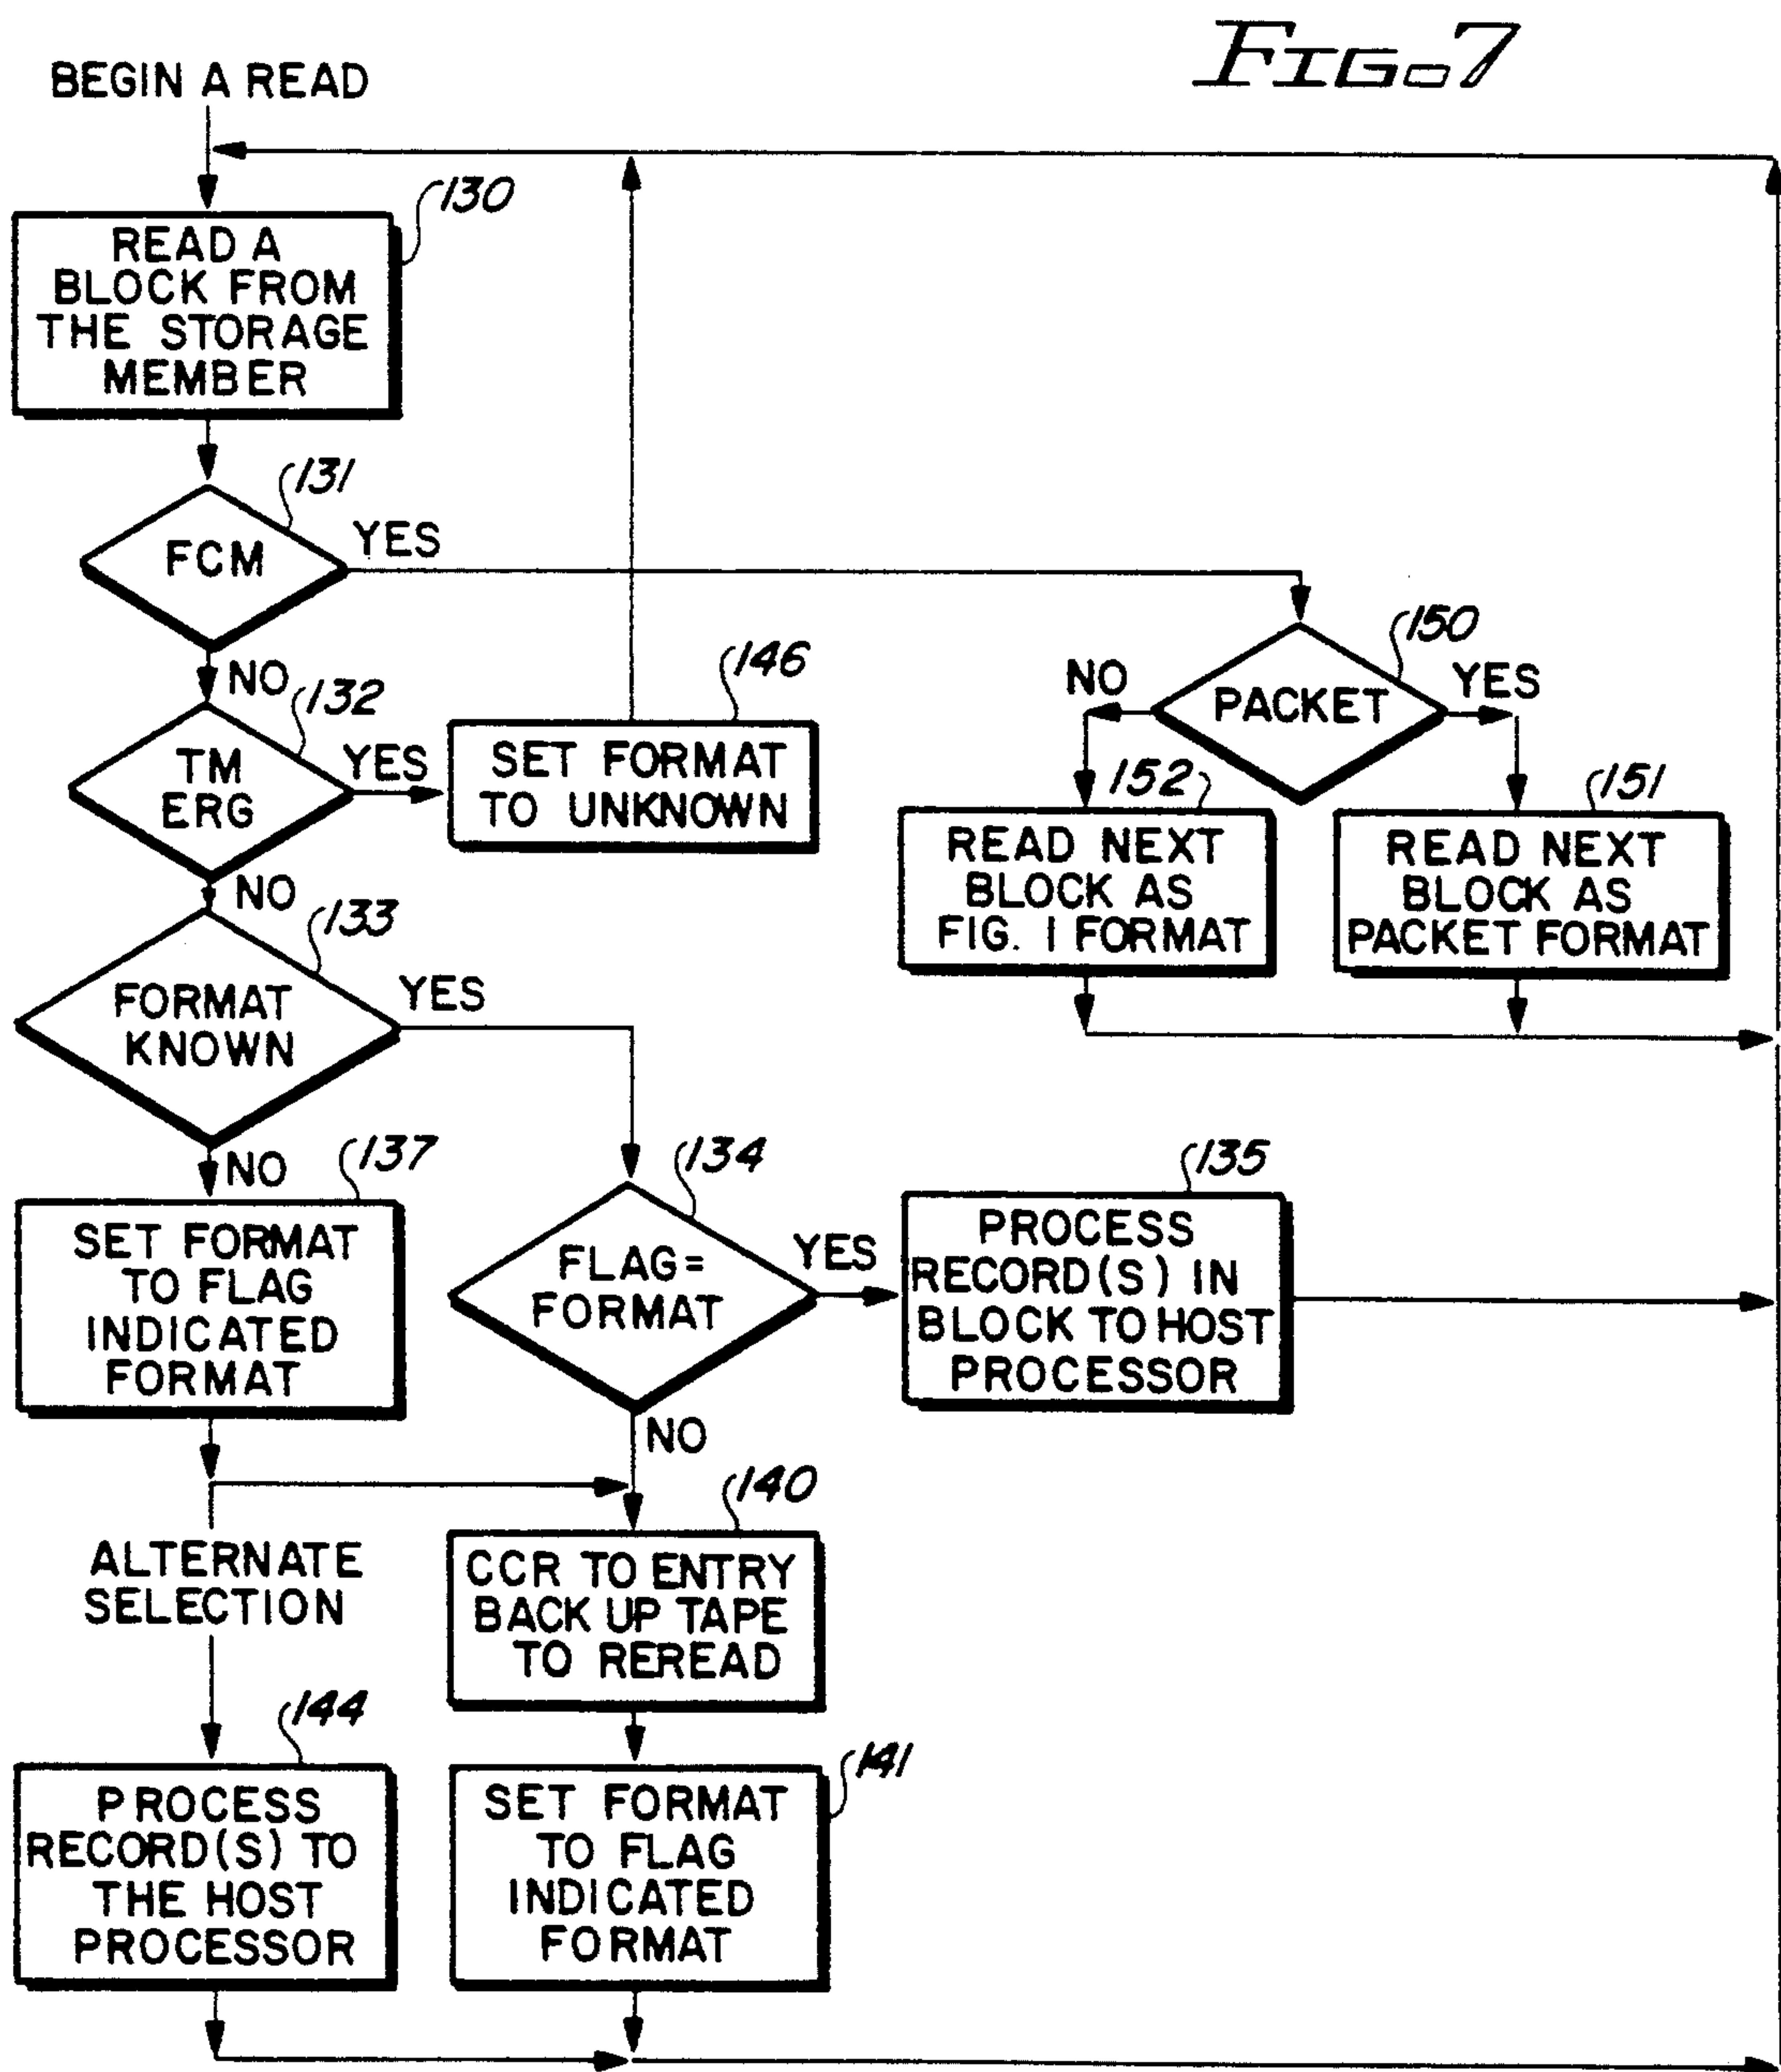 FIG. 7
BEGIN A READ
130
READ A
BLOCK FROM
THE STORAGE
MEMBER
131
FCM
YES
NO
150
PACKET
NO
YES
132
TM
ERG
YES
NO
146
SET FORMAT
TO UNKNOWN
152
READ NEXT
BLOCK AS
FIG. 1 FORMAT
151
READ NEXT
BLOCK AS
PACKET FORMAT
133
FORMAT
KNOWN
YES
NO
137
SET FORMAT
TO FLAG
INDICATED
FORMAT
134
FLAG=
FORMAT
YES
NO
135
PROCESS
RECORD(S) IN
BLOCK TO HOST
PROCESSOR
ALTERNATE
SELECTION
140
CCR TO ENTRY
BACK UP TAPE
TO REREAD
144
PROCESS
RECORD(S) TO
THE HOST
PROCESSOR
141
SET FORMAT
TO FLAG
INDICATED
FORMAT